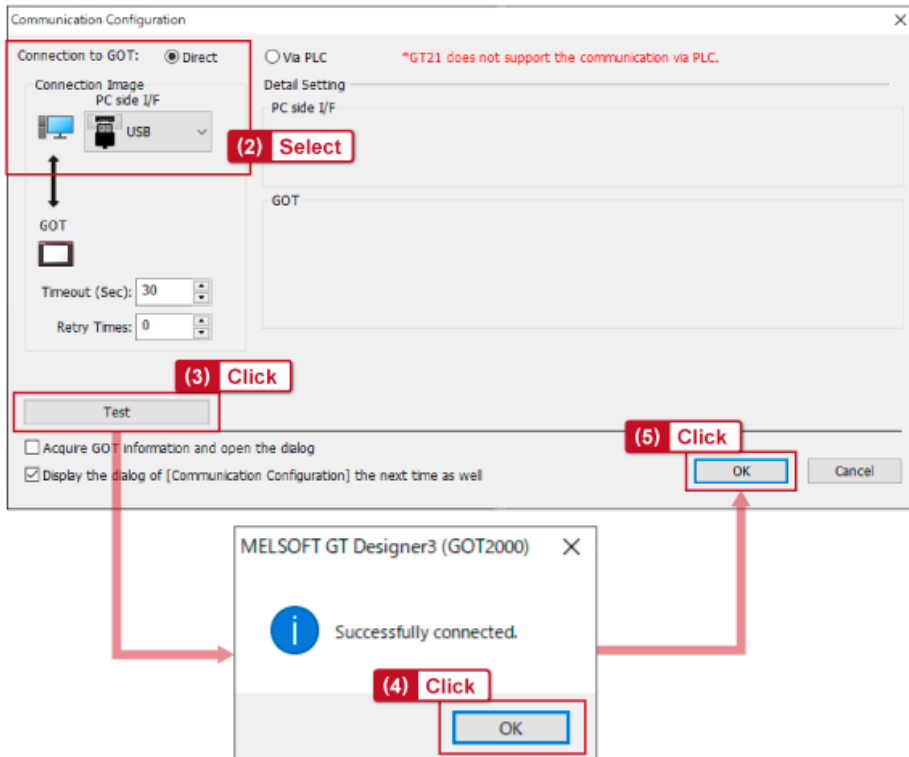 Communication Configuration
Connection to GOT: Direct Via PLC *GT21 does not support the communication via PLC.
Connection Image Detail Setting
PC side I/F PC side I/F
USB
(2) Select
GOT
GOT
Timeout (Sec): 30
Retry Times: 0
(3) Click
Test
(5) Click
Acquire GOT information and open the dialog
Display the dialog of [Communication Configuration] the next time as well
OK Cancel
MELSOFT GT Designer3 (GOT2000)
Successfully connected.
(4) Click
OK